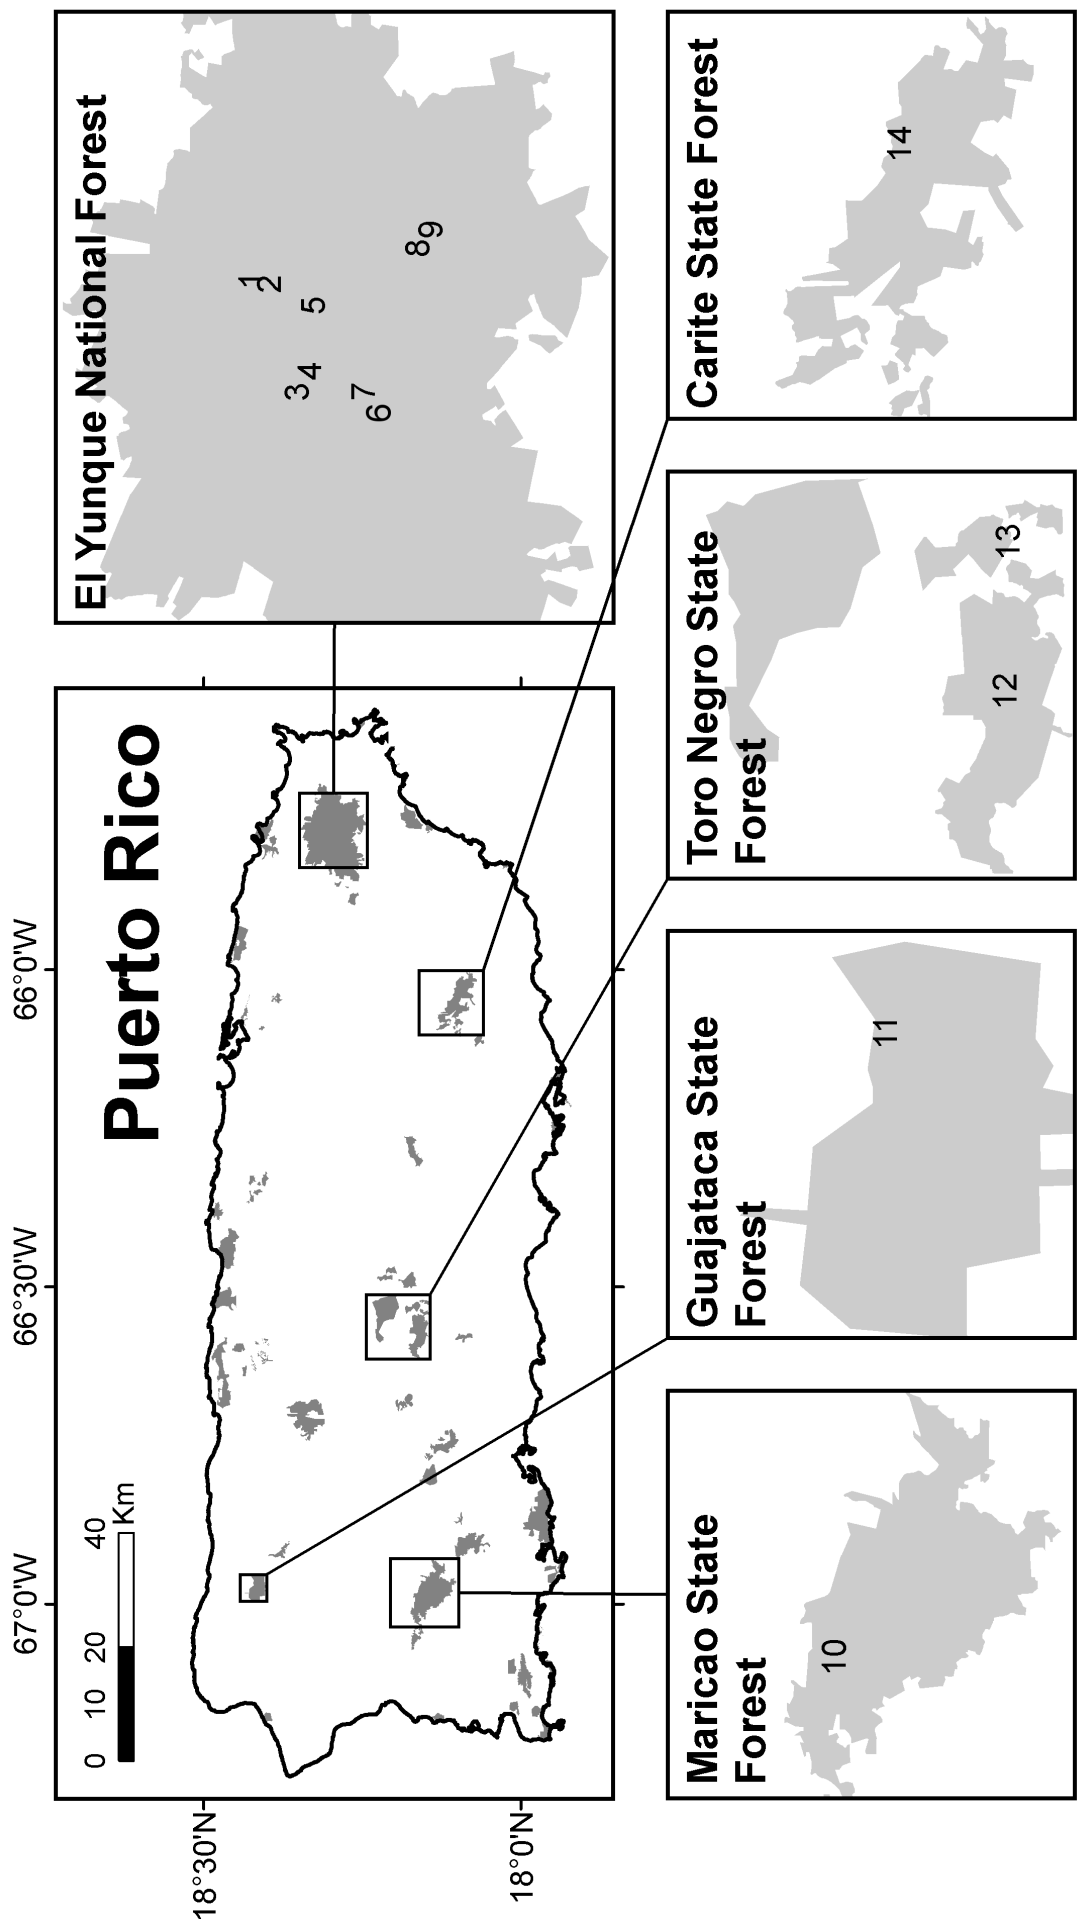 Puerto Rico
67°0'W
66°30'W
66°0'W
18°30'N
18°0'N
0 10 20 40
Km
El Yunque National Forest
1
2
3
4
5
6
7
8
9
Maricao State
Forest
10
Guajataca State
Forest
11
Toro Negro State
Forest
12
13
Carite State Forest
14